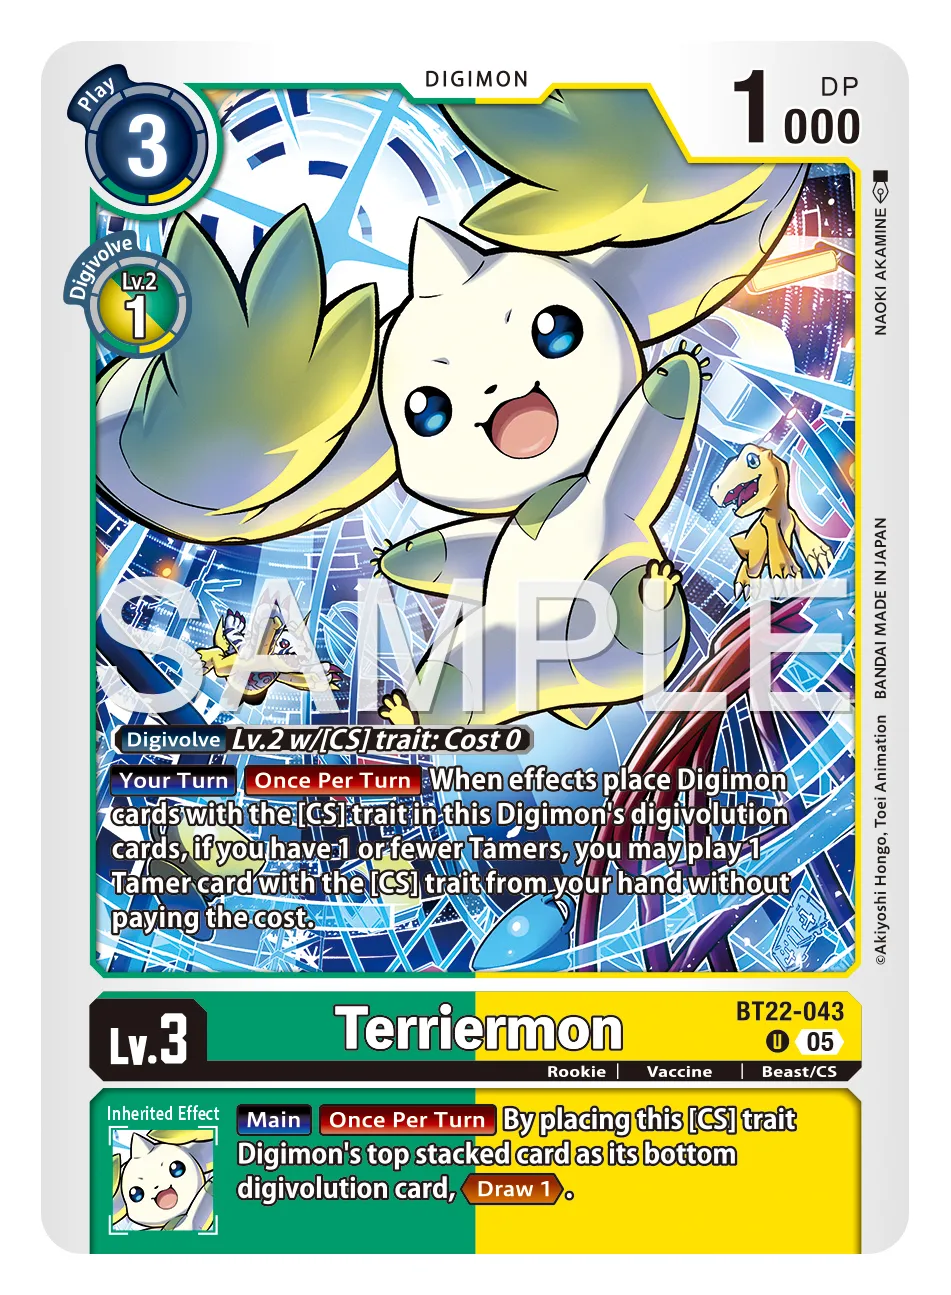 DIGIMON
Play
3
1000
DP
Digivolve
Lv.2
1
NAOKI AKAMINE
SAMPLE
©Akiyoshi Hongo, Toei Animation BANDAI MADE IN JAPAN
Digivolve Lv.2 w/[CS] trait: Cost 0
Your Turn Once Per Turn When effects place Digimon
cards with the [CS] trait in this Digimon's digivolution
cards, if you have 1 or fewer Tamers, you may play 1
Tamer card with the [CS] trait from your hand without
paying the cost.
Lv.3
Terriermon
BT22-043
U 05
Rookie | Vaccine | Beast/CS
Inherited Effect
Main Once Per Turn By placing this [CS] trait
Digimon's top stacked card as its bottom
digivolution card, Draw 1.